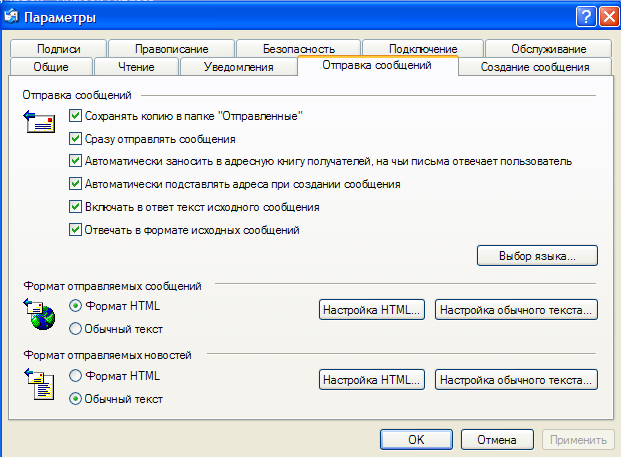 Параметры
Подписи Правописание Безопасность Подключение Обслуживание
Общие Чтение Уведомления Отправка сообщений Создание сообщения
Отправка сообщений
Сохранять копию в папке "Отправленные"
Сразу отправлять сообщения
Автоматически заносить в адресную книгу получателей, на чьи письма отвечает пользователь
Автоматически подставлять адреса при создании сообщения
Включать в ответ текст исходного сообщения
Отвечать в формате исходных сообщений
Выбор языка...
Формат отправляемых сообщений
Формат HTML Настройка HTML... Настройка обычного текста...
Обычный текст
Формат отправляемых новостей
Формат HTML Настройка HTML... Настройка обычного текста...
Обычный текст
OK Отмена Применить